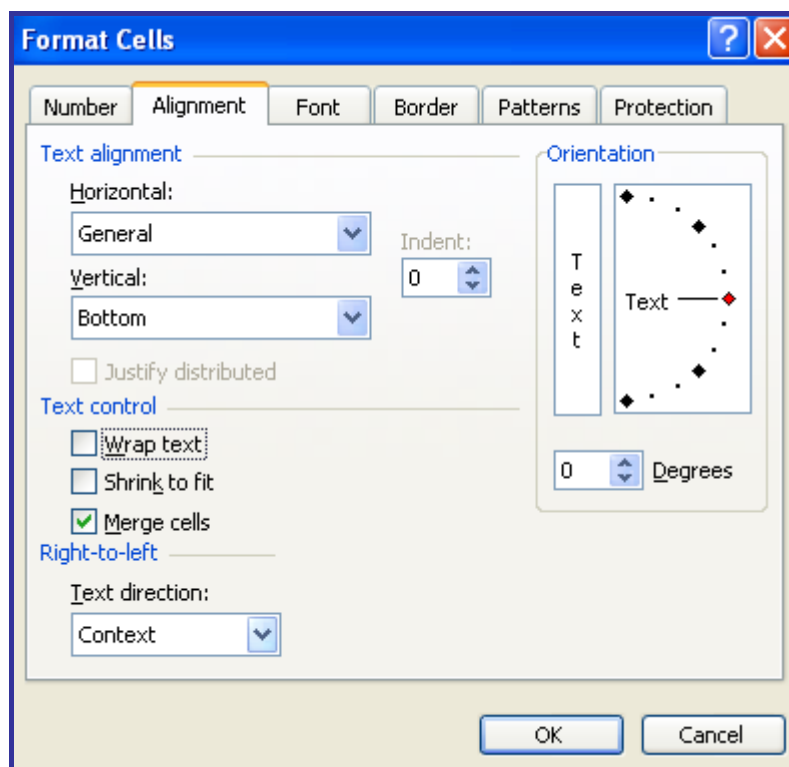 Format Cells
Number Alignment Font Border Patterns Protection
Text alignment
Horizontal:
General
Indent:
0
Vertical:
Bottom
Justify distributed
Text control
Wrap text
Shrink to fit
Merge cells
Right-to-left
Text direction:
Context
Orientation
Text
Text
0 Degrees
OK Cancel